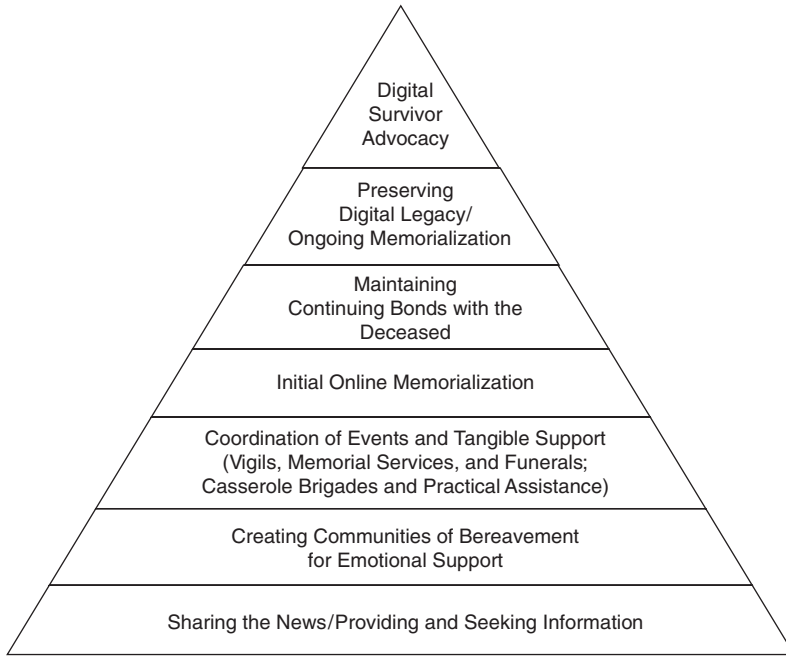 Digital
Survivor
Advocacy
Preserving
Digital Legacy/
Ongoing Memorialization
Maintaining
Continuing Bonds with the
Deceased
Initial Online Memorialization
Coordination of Events and Tangible Support
(Vigils, Memorial Services, and Funerals;
Casserole Brigades and Practical Assistance)
Creating Communities of Bereavement
for Emotional Support
Sharing the News/Providing and Seeking Information